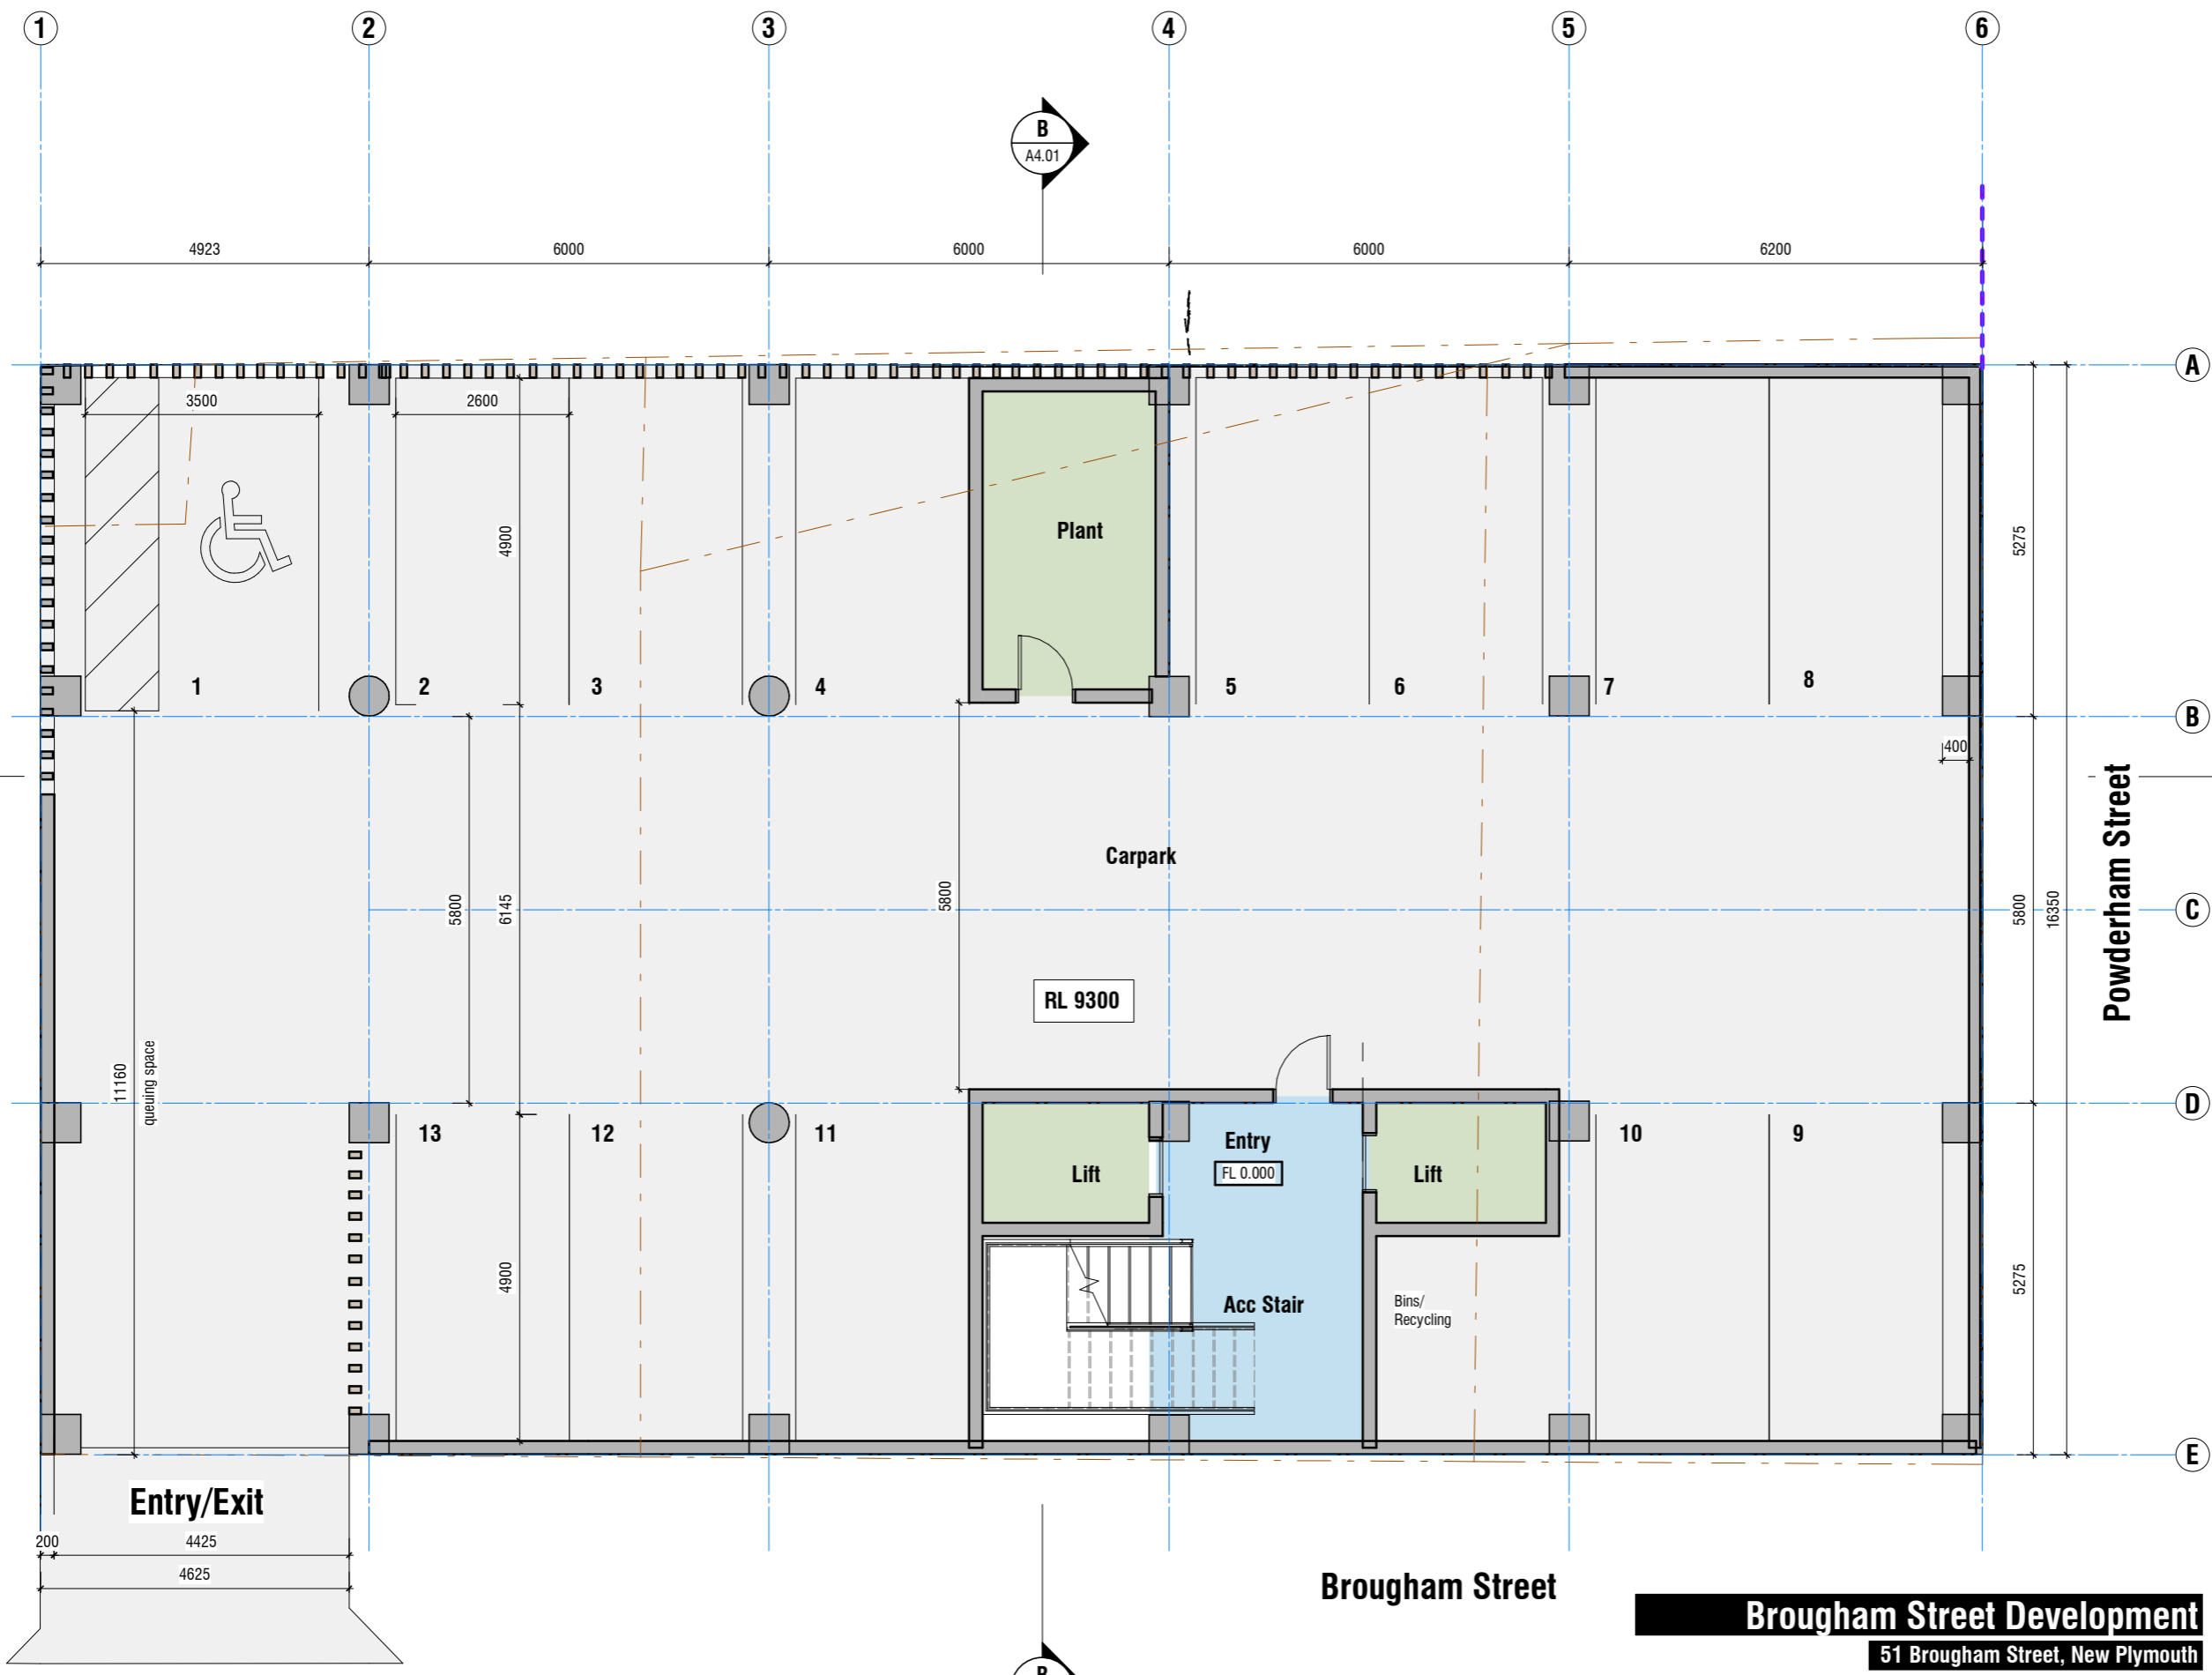 1 2 3 4 5 6
B
A4.01
4923 6000 6000 6000 6200
A
3500 2600
4900
Plant
5275
1 2 3 4 5 6 7 8
B
400
Powderham Street
Carpark
5800 6145 5800 5800 16350
C
RL 9300
11160
queuing space
D
13 12 11 Entry 10 9
FL 0.000
Lift Lift
4900
5275
Acc Stair
Bins/
Recycling
E
Entry/Exit
200 4425
4625
Brougham Street
Brougham Street Development
51 Brougham Street, New Plymouth
B